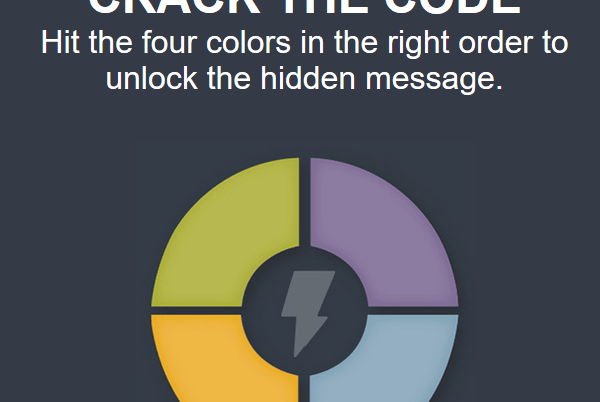 CRACK THE CODE
Hit the four colors in the right order to
unlock the hidden message.